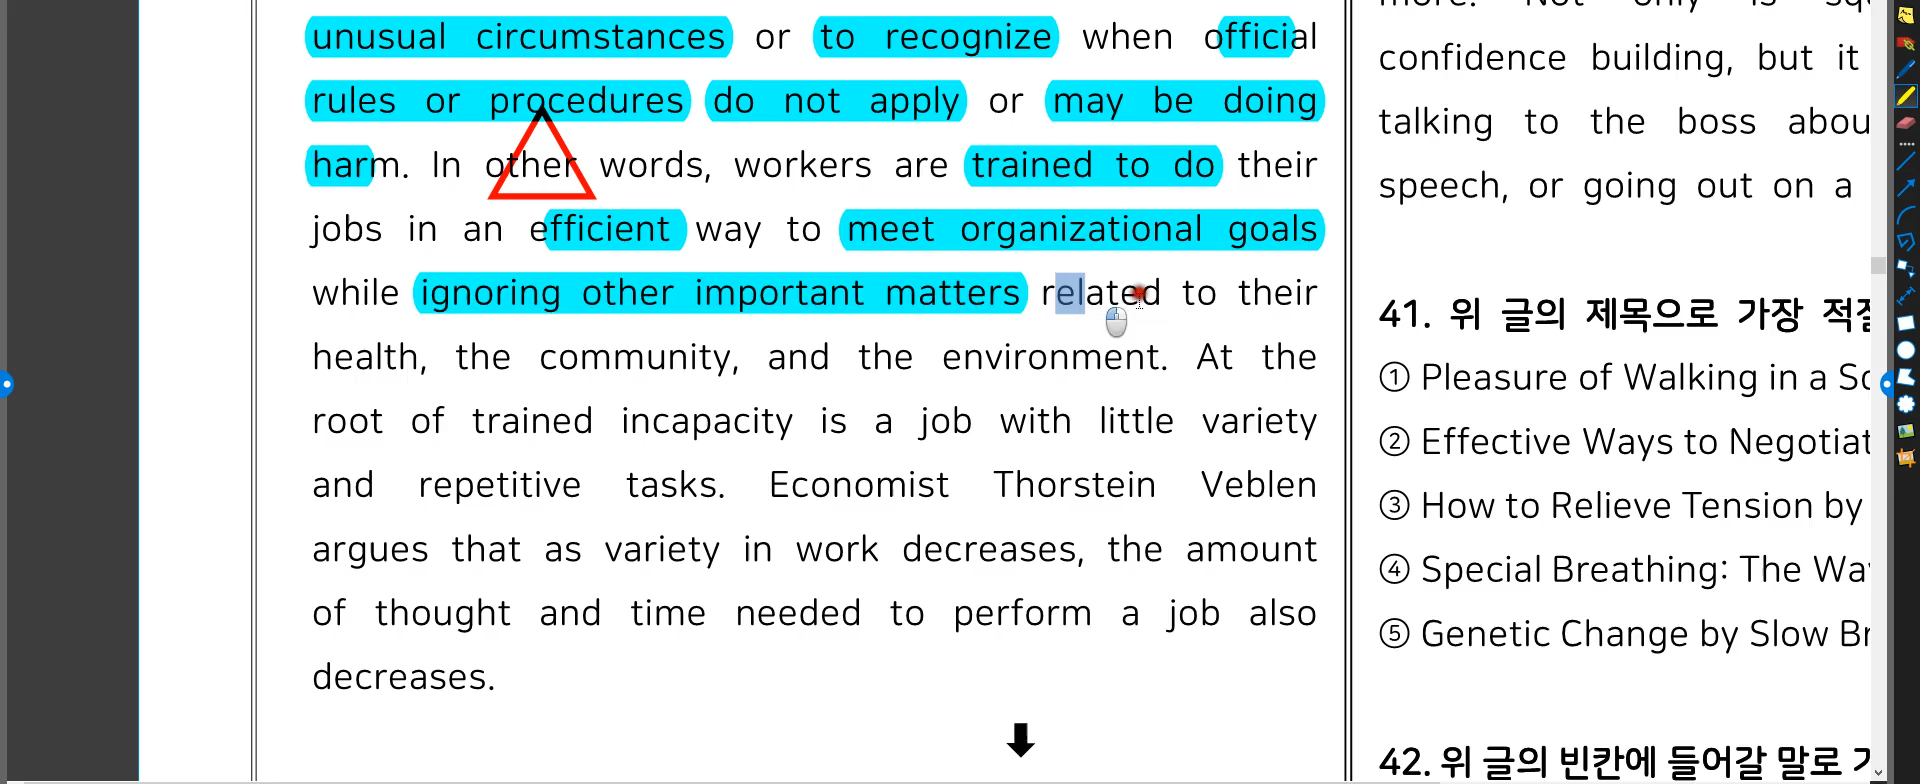 unusual circumstances or to recognize when official
rules or procedures do not apply or may be doing
harm. In other words, workers are trained to do their
jobs in an efficient way to meet organizational goals
while ignoring other important matters related to their
health, the community, and the environment. At the
root of trained incapacity is a job with little variety
and repetitive tasks. Economist Thorstein Veblen
argues that as variety in work decreases, the amount
of thought and time needed to perform a job also
decreases.
more. Not only is
confidence building, but it
talking to the boss
speech, or going out on a
41. 위 글의 제목으로 가장
① Pleasure of Walking in a
② Effective Ways to
③ How to Relieve Tension by
④ Special Breathing: The
⑤ Genetic Change by Slow
42. 위 글의 빈칸에 들어갈 말로